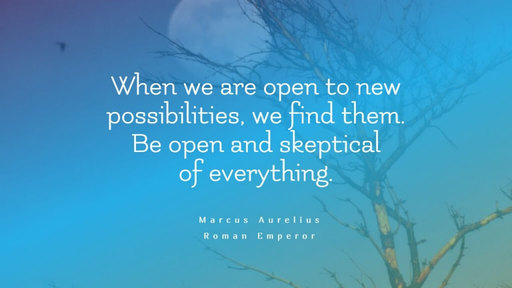 When we are open to new
possibilities, we find them.
Be open and skeptical
of everything.
Marcus Aurelius
Roman Emperor